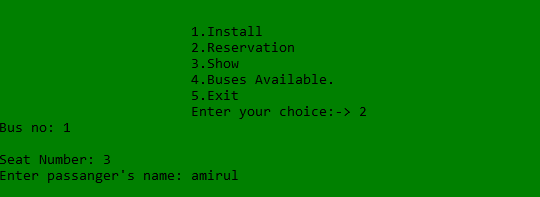 1.Install
2.Reservation
3.Show
4.Buses Available.
5.Exit
Enter your choice:-> 2
Bus no: 1
Seat Number: 3
Enter passanger's name: amirul